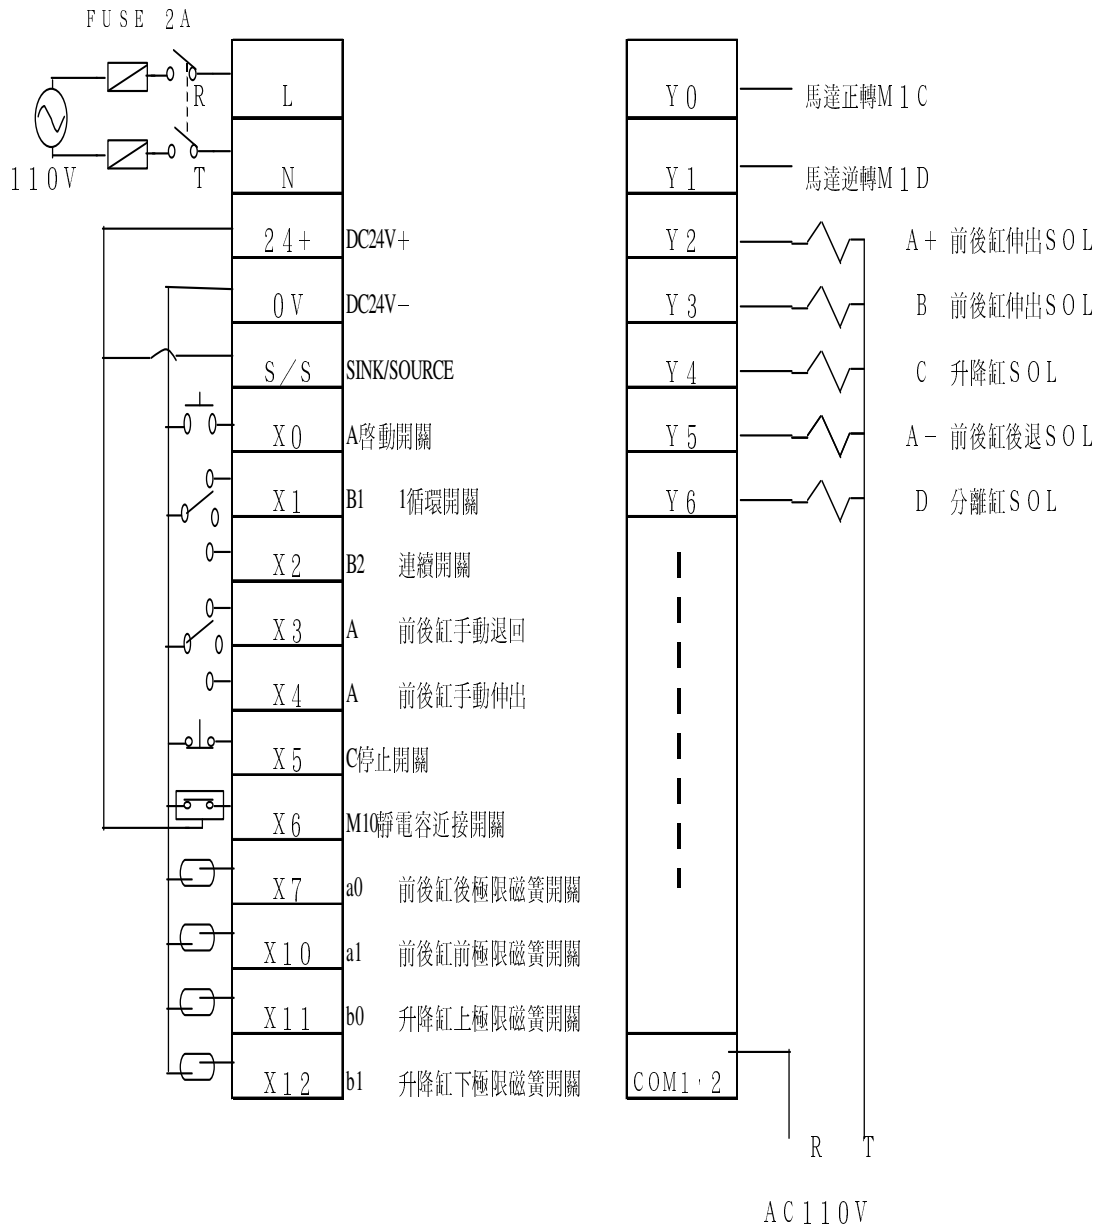 FUSE 2A
R
L
110V
T
N
24+ DC24V+
0V DC24V−
S/S SINK/SOURCE
X0 A啓動開關
X1 B1 1循環開關
X2 B2 連續開關
X3 A 前後缸手動退回
X4 A 前後缸手動伸出
X5 C停止開關
X6 M10靜電容近接開關
X7 a0 前後缸後極限磁簧開關
X10 a1 前後缸前極限磁簧開關
X11 b0 升降缸上極限磁簧開關
X12 b1 升降缸下極限磁簧開關
Y0 馬達正轉M1C
Y1 馬達逆轉M1D
Y2 A+ 前後缸伸出SOL
Y3 B 前後缸伸出SOL
Y4 C 升降缸SOL
Y5 A− 前後缸後退SOL
Y6 D 分離缸SOL
COM1,2
R T
AC110V